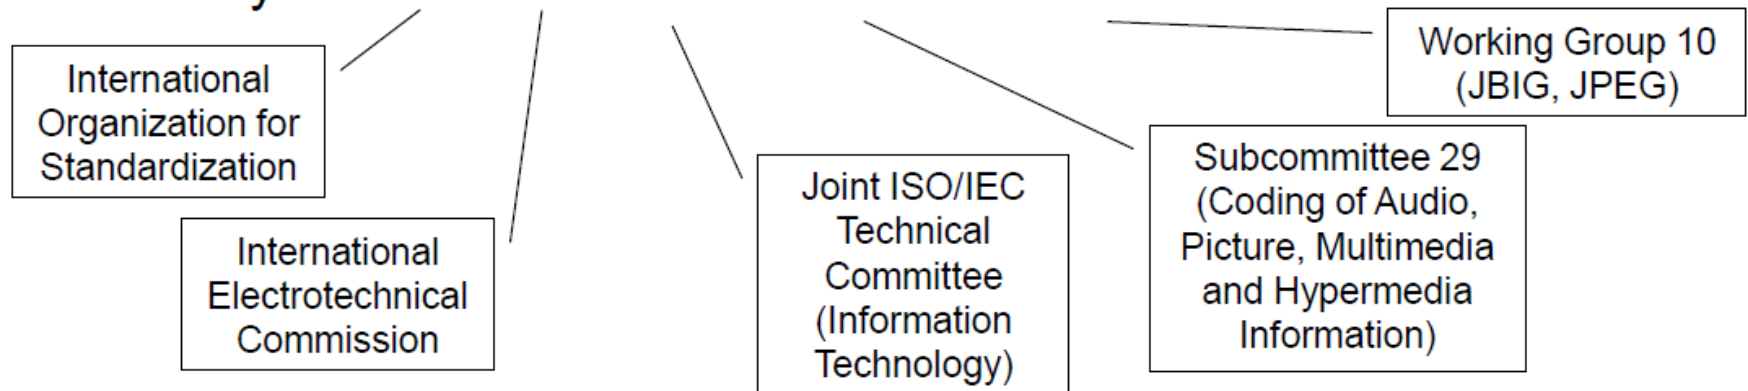 International
Organization for
Standardization
International
Electrotechnical
Commission
Joint ISO/IEC
Technical
Committee
(Information
Technology)
Subcommittee 29
(Coding of Audio,
Picture, Multimedia
and Hypermedia
Information)
Working Group 10
(JBIG, JPEG)